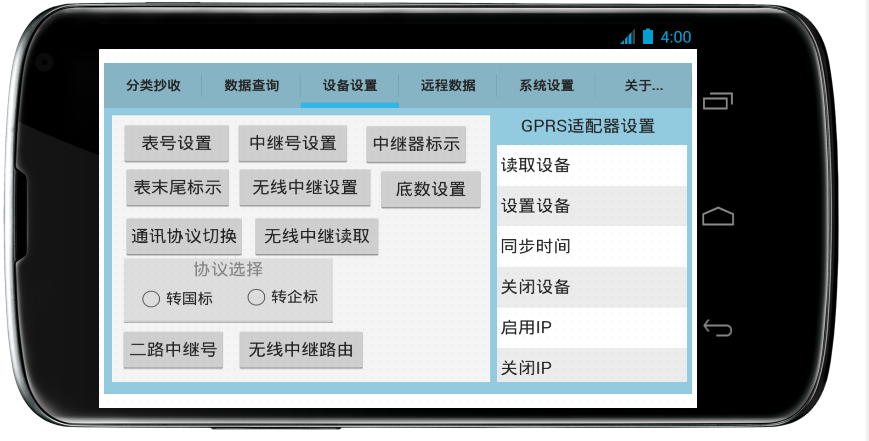 4:00
分类抄收 数据查询 设备设置 远程数据 系统设置 关于...
表号设置 中继号设置 中继器标示
表末尾标示 无线中继设置 底数设置
通讯协议切换 无线中继读取
协议选择
转国标 转企标
二路中继号 无线中继路由
GPRS适配器设置
读取设备
设置设备
同步时间
关闭设备
启用IP
关闭IP